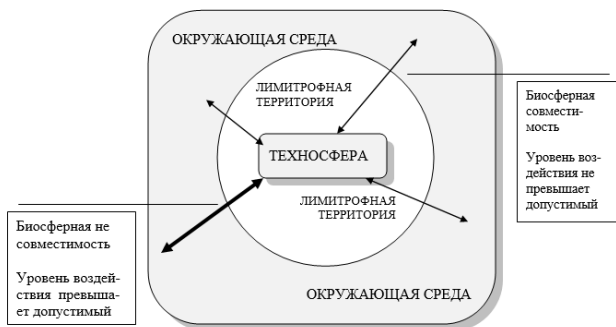 ОКРУЖАЮЩАЯ СРЕДА
ЛИМИТРОФНАЯ
ТЕРРИТОРИЯ
ТЕХНОСФЕРА
ЛИМИТРОФНАЯ
ТЕРРИТОРИЯ
ОКРУЖАЮЩАЯ СРЕДА
Биосферная
совмести-
мость
Уровень воз-
действия не
превышает
допустимый
Биосферная не
совместимость
Уровень воздей-
ствия превыша-
ет допустимый